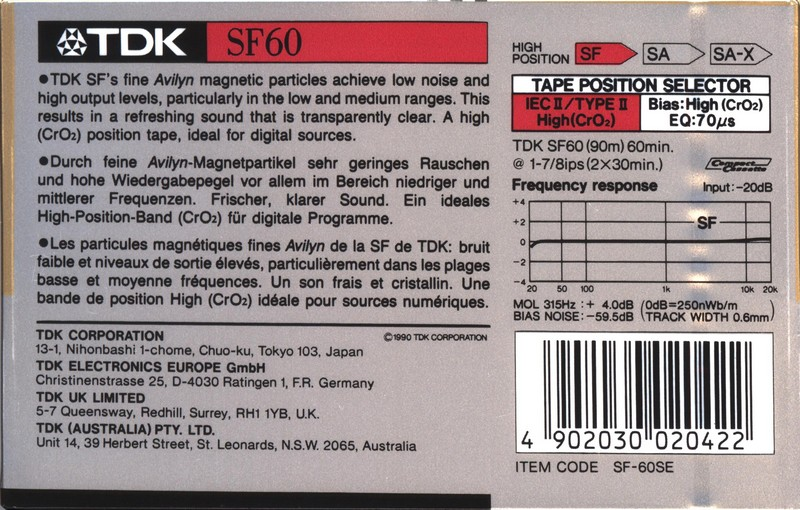 TDK SF60
●TDK SF's fine Avilyn magnetic particles achieve low noise and
high output levels, particularly in the low and medium ranges. This
results in a refreshing sound that is transparently clear. A high
(CrO2) position tape, ideal for digital sources.
●Durch feine Avilyn-Magnetpartikel sehr geringes Rauschen
und hohe Wiedergabepegel vor allem im Bereich niedriger und
mittlerer Frequenzen. Frischer, klarer Sound. Ein ideales
High-Position-Band (CrO2) für digitale Programme.
●Les particules magnétiques fines Avilyn de la SF de TDK: bruit
faible et niveaux de sortie élevés, particulièrement dans les plages
basse et moyenne fréquences. Un son frais et cristallin. Une
bande de position High (CrO2) idéale pour sources numériques.
TDK CORPORATION ©1990 TDK CORPORATION
13-1, Nihonbashi 1-chome, Chuo-ku, Tokyo 103, Japan
TDK ELECTRONICS EUROPE GmbH
Christinenstrasse 25, D-4030 Ratingen 1, F.R. Germany
TDK UK LIMITED
5-7 Queensway, Redhill, Surrey, RH1 1YB, U.K.
TDK (AUSTRALIA) PTY. LTD.
Unit 14, 39 Herbert Street, St. Leonards, N.S.W. 2065, Australia
HIGH
POSITION SF SA SA-X
TAPE POSITION SELECTOR
IEC II/TYPE II Bias:High (CrO2)
High(CrO2) EQ:70μs
TDK SF60 (90m) 60min.
@ 1-7/8ips (2×30min.) Compact Cassette
Frequency response Input:-20dB
+4
+2
0
-2
-4
SF
20 50 100 1k 10k 20k
MOL 315Hz :+ 4.0dB (0dB=250nWb/m
BIAS NOISE:-59.5dB TRACK WIDTH 0.6mm)
4 902030 020422
ITEM CODE SF-60SE